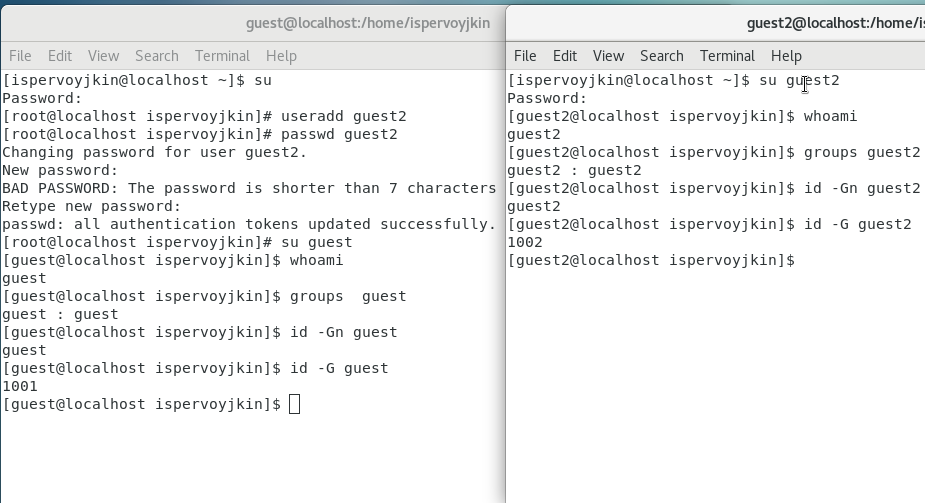 guest@localhost:/home/ispervoyjkin
File Edit View Search Terminal Help
[ispervoyjkin@localhost ~]$ su
Password:
[root@localhost ispervoyjkin]# useradd guest2
[root@localhost ispervoyjkin]# passwd guest2
Changing password for user guest2.
New password:
BAD PASSWORD: The password is shorter than 7 characters
Retype new password:
passwd: all authentication tokens updated successfully.
[root@localhost ispervoyjkin]# su guest
[guest@localhost ispervoyjkin]$ whoami
guest
[guest@localhost ispervoyjkin]$ groups  guest
guest : guest
[guest@localhost ispervoyjkin]$ id -Gn guest
guest
[guest@localhost ispervoyjkin]$ id -G guest
1001
[guest@localhost ispervoyjkin]$
guest2@localhost:/home/is
File Edit View Search Terminal Help
[ispervoyjkin@localhost ~]$ su guest2
Password:
[guest2@localhost ispervoyjkin]$ whoami
guest2
[guest2@localhost ispervoyjkin]$ groups guest2
guest2 : guest2
[guest2@localhost ispervoyjkin]$ id -Gn guest2
guest2
[guest2@localhost ispervoyjkin]$ id -G guest2
1002
[guest2@localhost ispervoyjkin]$